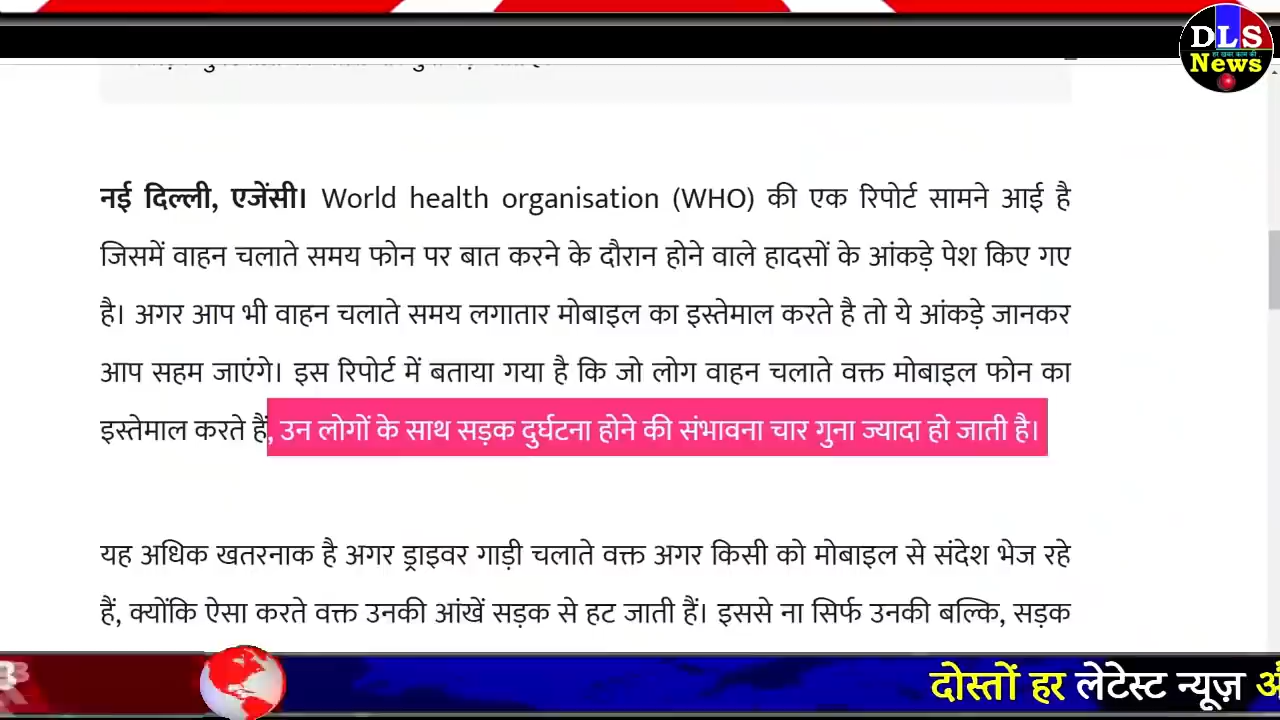 DLS
हर खबर काम की
News
नई दिल्ली, एजेंसी। World health organisation (WHO) की एक रिपोर्ट सामने आई है
जिसमें वाहन चलाते समय फोन पर बात करने के दौरान होने वाले हादसों के आंकड़े पेश किए गए
है। अगर आप भी वाहन चलाते समय लगातार मोबाइल का इस्तेमाल करते है तो ये आंकड़े जानकर
आप सहम जाएंगे। इस रिपोर्ट में बताया गया है कि जो लोग वाहन चलाते वक्त मोबाइल फोन का
इस्तेमाल करते हैं, उन लोगों के साथ सड़क दुर्घटना होने की संभावना चार गुना ज्यादा हो जाती है।
यह अधिक खतरनाक है अगर ड्राइवर गाड़ी चलाते वक्त अगर किसी को मोबाइल से संदेश भेज रहे
हैं, क्योंकि ऐसा करते वक्त उनकी आंखें सड़क से हट जाती हैं। इससे ना सिर्फ उनकी बल्कि, सड़क
दोस्तों हर लेटेस्ट न्यूज़